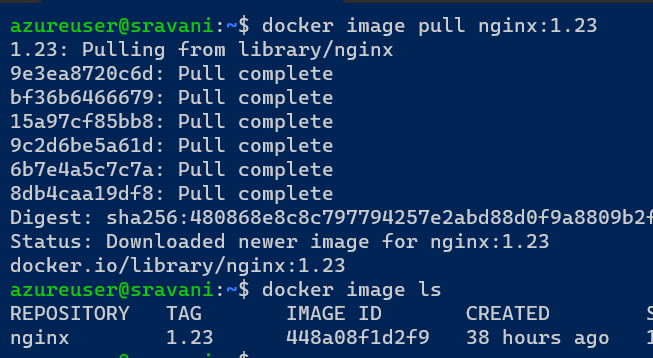 azureuser@sravani:~$ docker image pull nginx:1.23
1.23: Pulling from library/nginx
9e3ea8720c6d: Pull complete
bf36b6466679: Pull complete
15a97cf85bb8: Pull complete
9c2d6be5a61d: Pull complete
6b7e4a5c7c7a: Pull complete
8db4caa19df8: Pull complete
Digest: sha256:480868e8c8c797794257e2abd88d0f9a8809b2f
Status: Downloaded newer image for nginx:1.23
docker.io/library/nginx:1.23
azureuser@sravani:~$ docker image ls
REPOSITORY TAG IMAGE ID CREATED S
nginx 1.23 448a08f1d2f9 38 hours ago 1